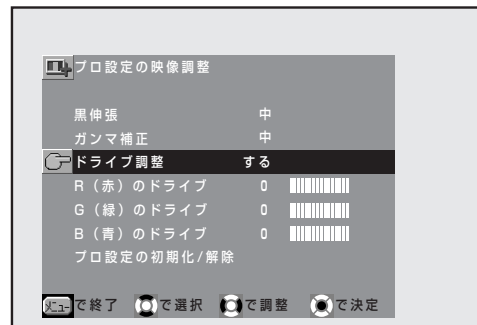 プロ設定の映像調整
黒伸張 中
ガンマ補正 中
ドライブ調整 する
R（赤）のドライブ 0
G（緑）のドライブ 0
B（青）のドライブ 0
プロ設定の初期化/解除
メニューで終了 で選択 で調整 で決定